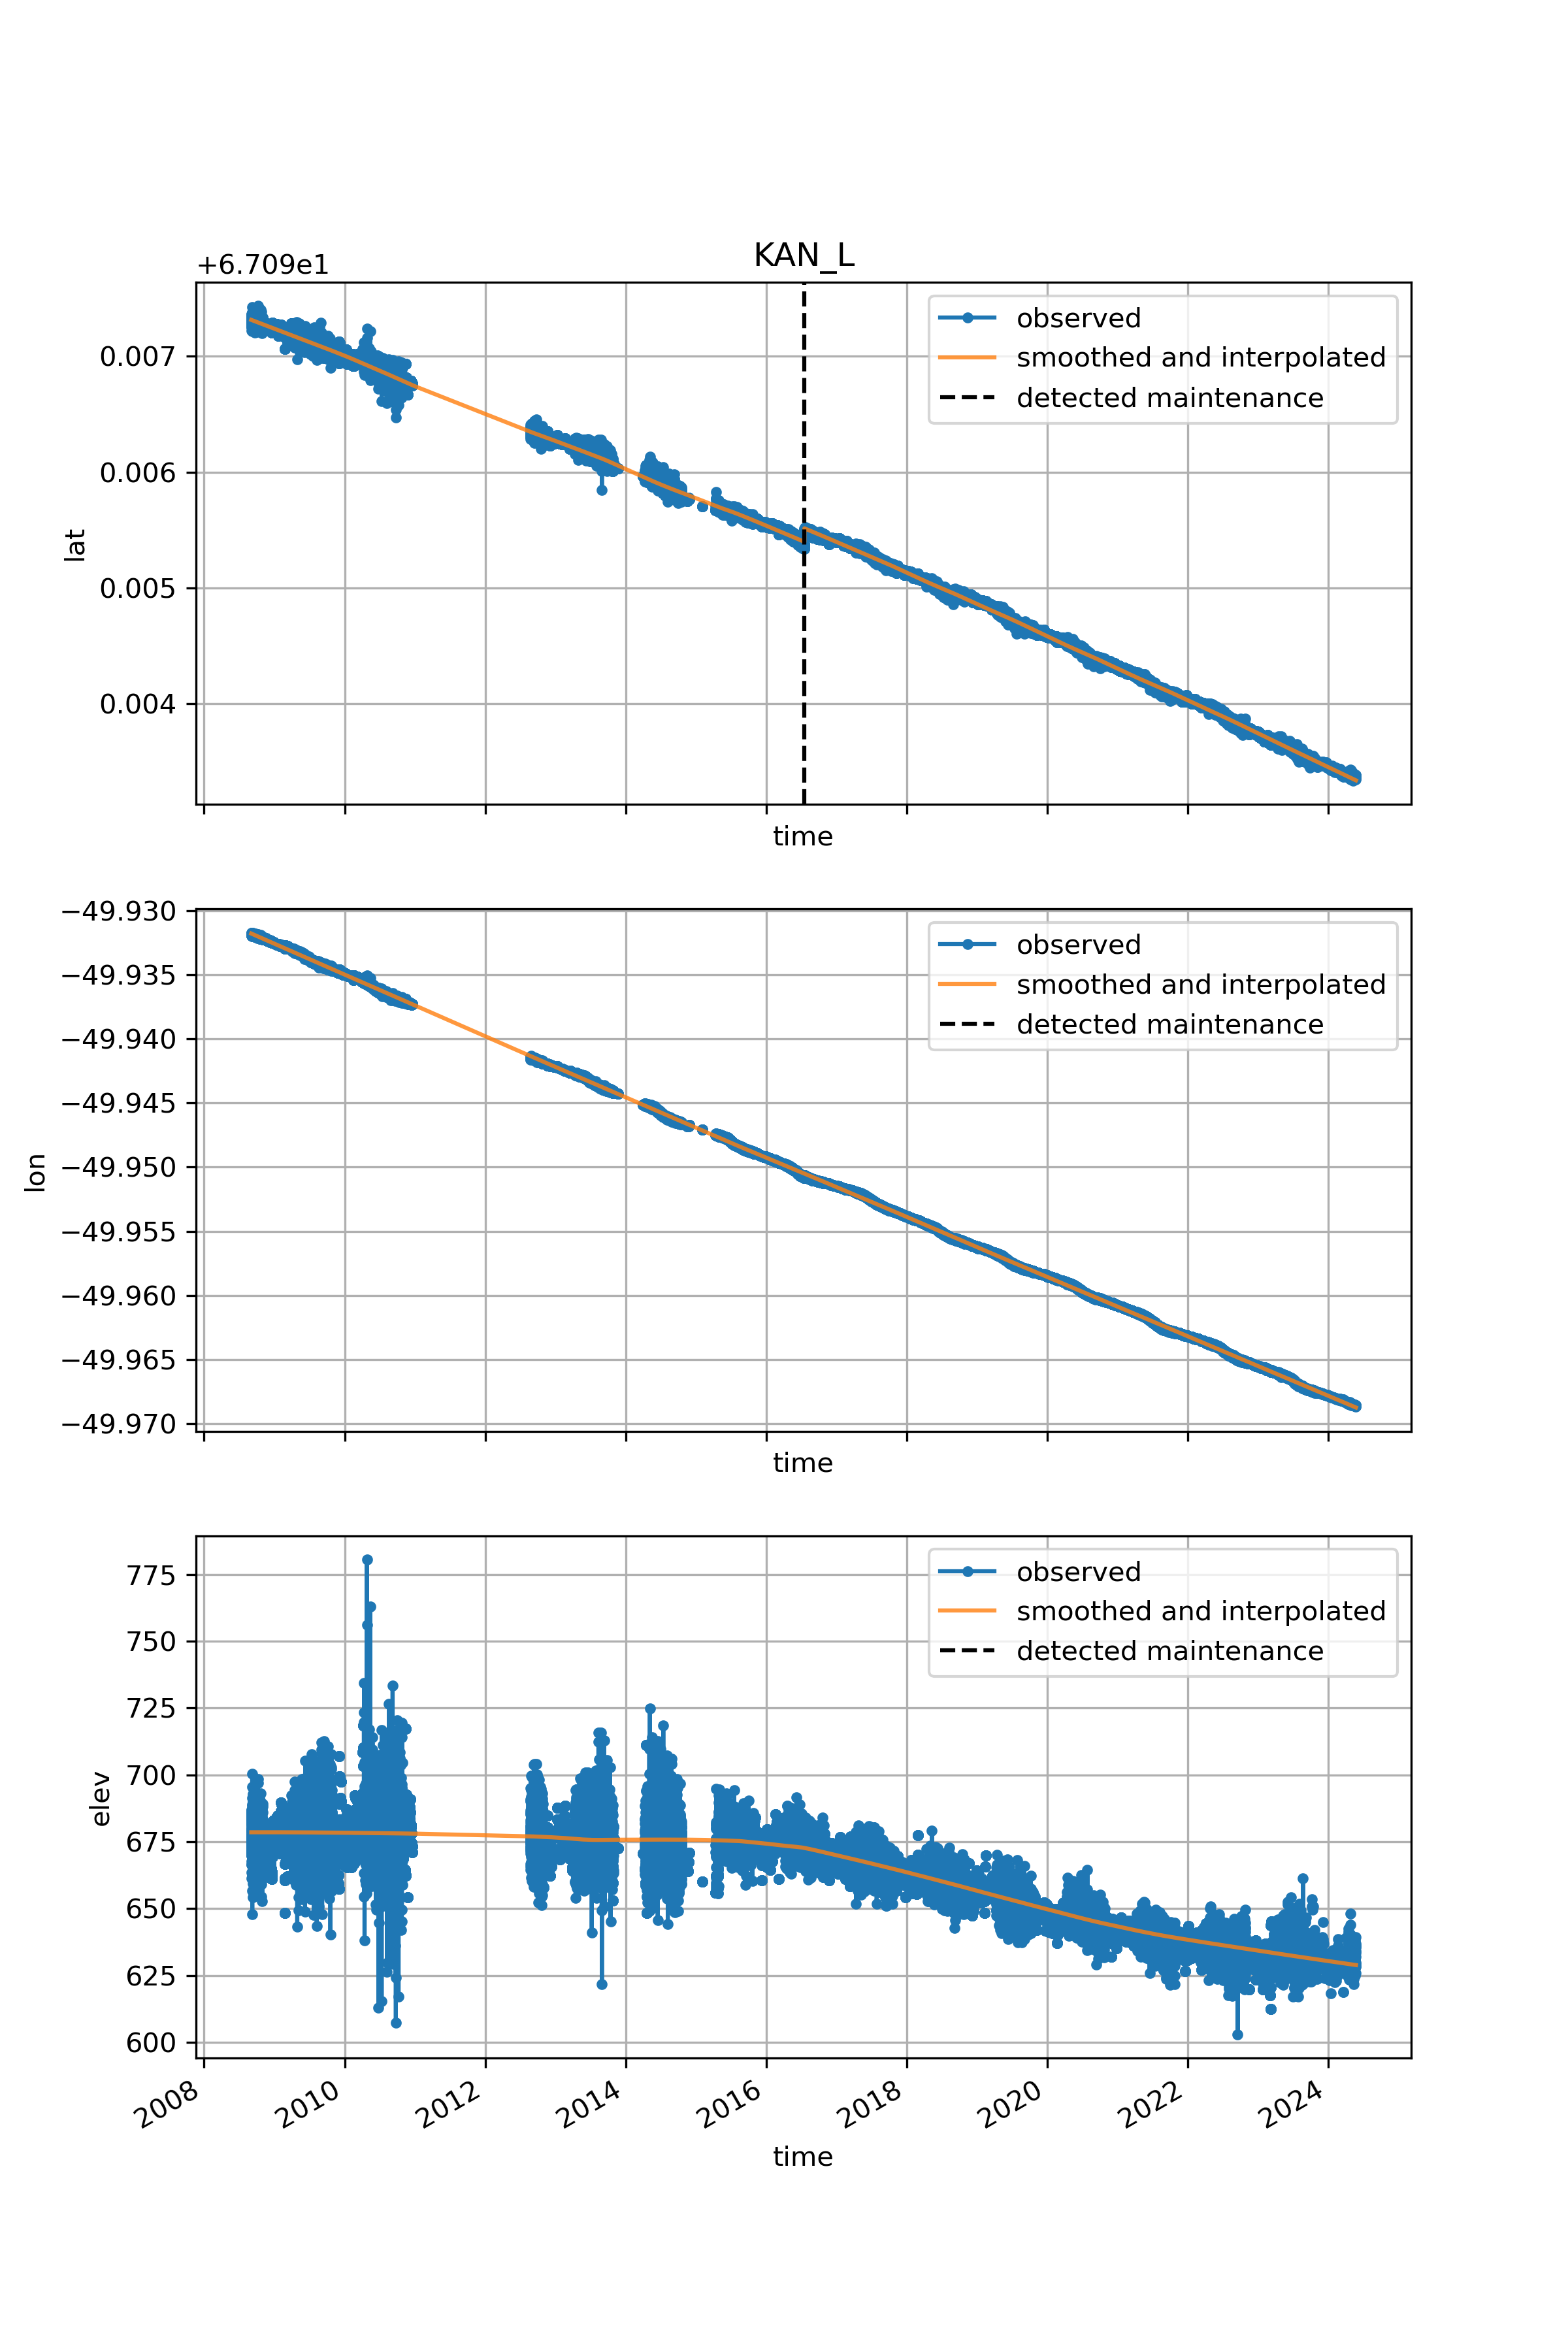 KAN_L
+6.709e1
0.007
0.006
0.005
0.004
lat
observed
smoothed and interpolated
detected maintenance
time
−49.930
−49.935
−49.940
−49.945
−49.950
−49.955
−49.960
−49.965
−49.970
lon
observed
smoothed and interpolated
detected maintenance
time
775
750
725
700
675
650
625
600
elev
observed
smoothed and interpolated
detected maintenance
2008
2010
2012
2014
2016
2018
2020
2022
2024
time